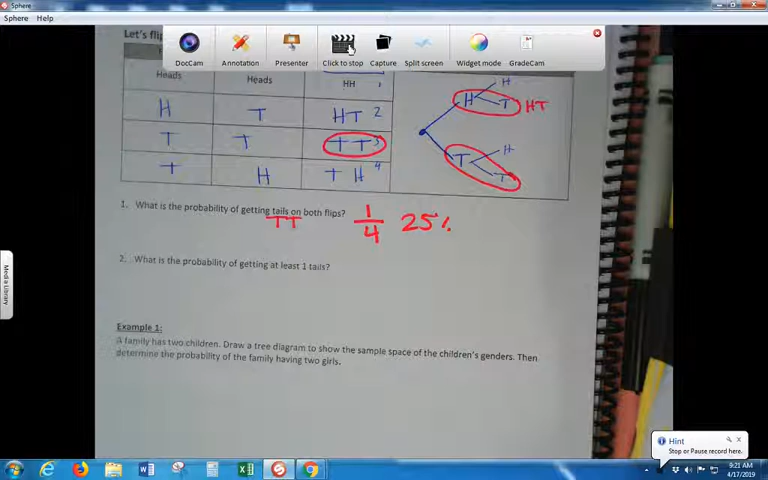 Sphere
Sphere Help
Let's fli
DocCam Annotation Presenter Click to stop Capture Split screen Widget mode GradeCam
Heads Heads HH 1
H T HT 2
T T TT 3
T H TH 4
H
H T HT
H
T T
1. What is the probability of getting tails on both flips? 1/4 25%
TT
2. What is the probability of getting at least 1 tails?
Example 1:
A family has two children. Draw a tree diagram to show the sample space of the children's genders. Then
determine the probability of the family having two girls.
Media Library
Hint
Stop or Pause record here.
9:21 AM
4/17/2019